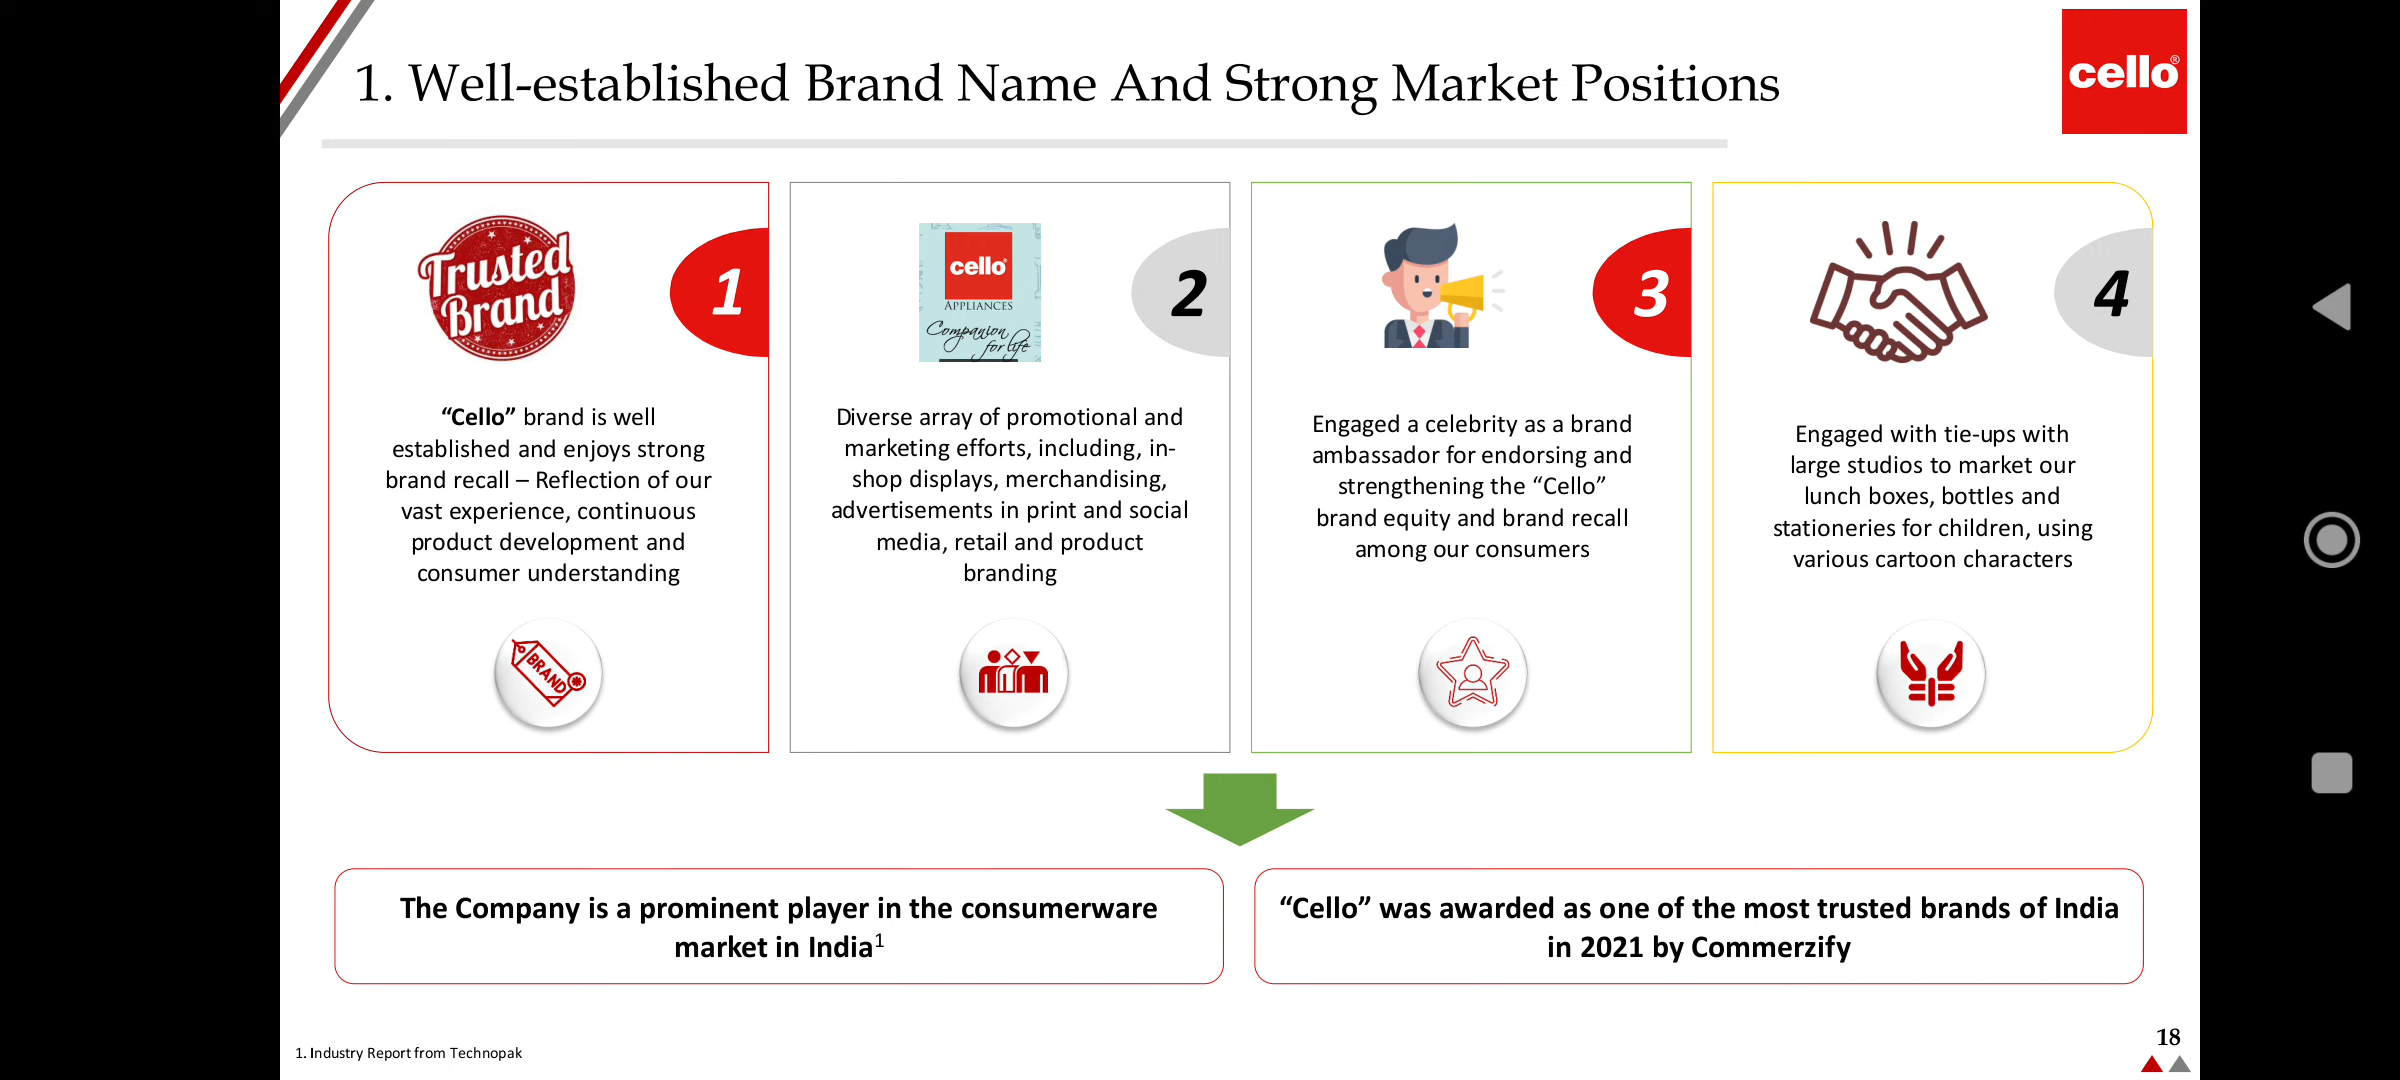 1. Well-established Brand Name And Strong Market Positions
cello®
Trusted
Brand
1
“Cello” brand is well
established and enjoys strong
brand recall – Reflection of our
vast experience, continuous
product development and
consumer understanding
BRAND
cello®
APPLIANCES
Companion
for life
2
Diverse array of promotional and
marketing efforts, including, in-
shop displays, merchandising,
advertisements in print and social
media, retail and product
branding
3
Engaged a celebrity as a brand
ambassador for endorsing and
strengthening the “Cello”
brand equity and brand recall
among our consumers
4
Engaged with tie-ups with
large studios to market our
lunch boxes, bottles and
stationeries for children, using
various cartoon characters
The Company is a prominent player in the consumerware
market in India1
“Cello” was awarded as one of the most trusted brands of India
in 2021 by Commerzify
1. Industry Report from Technopak
18